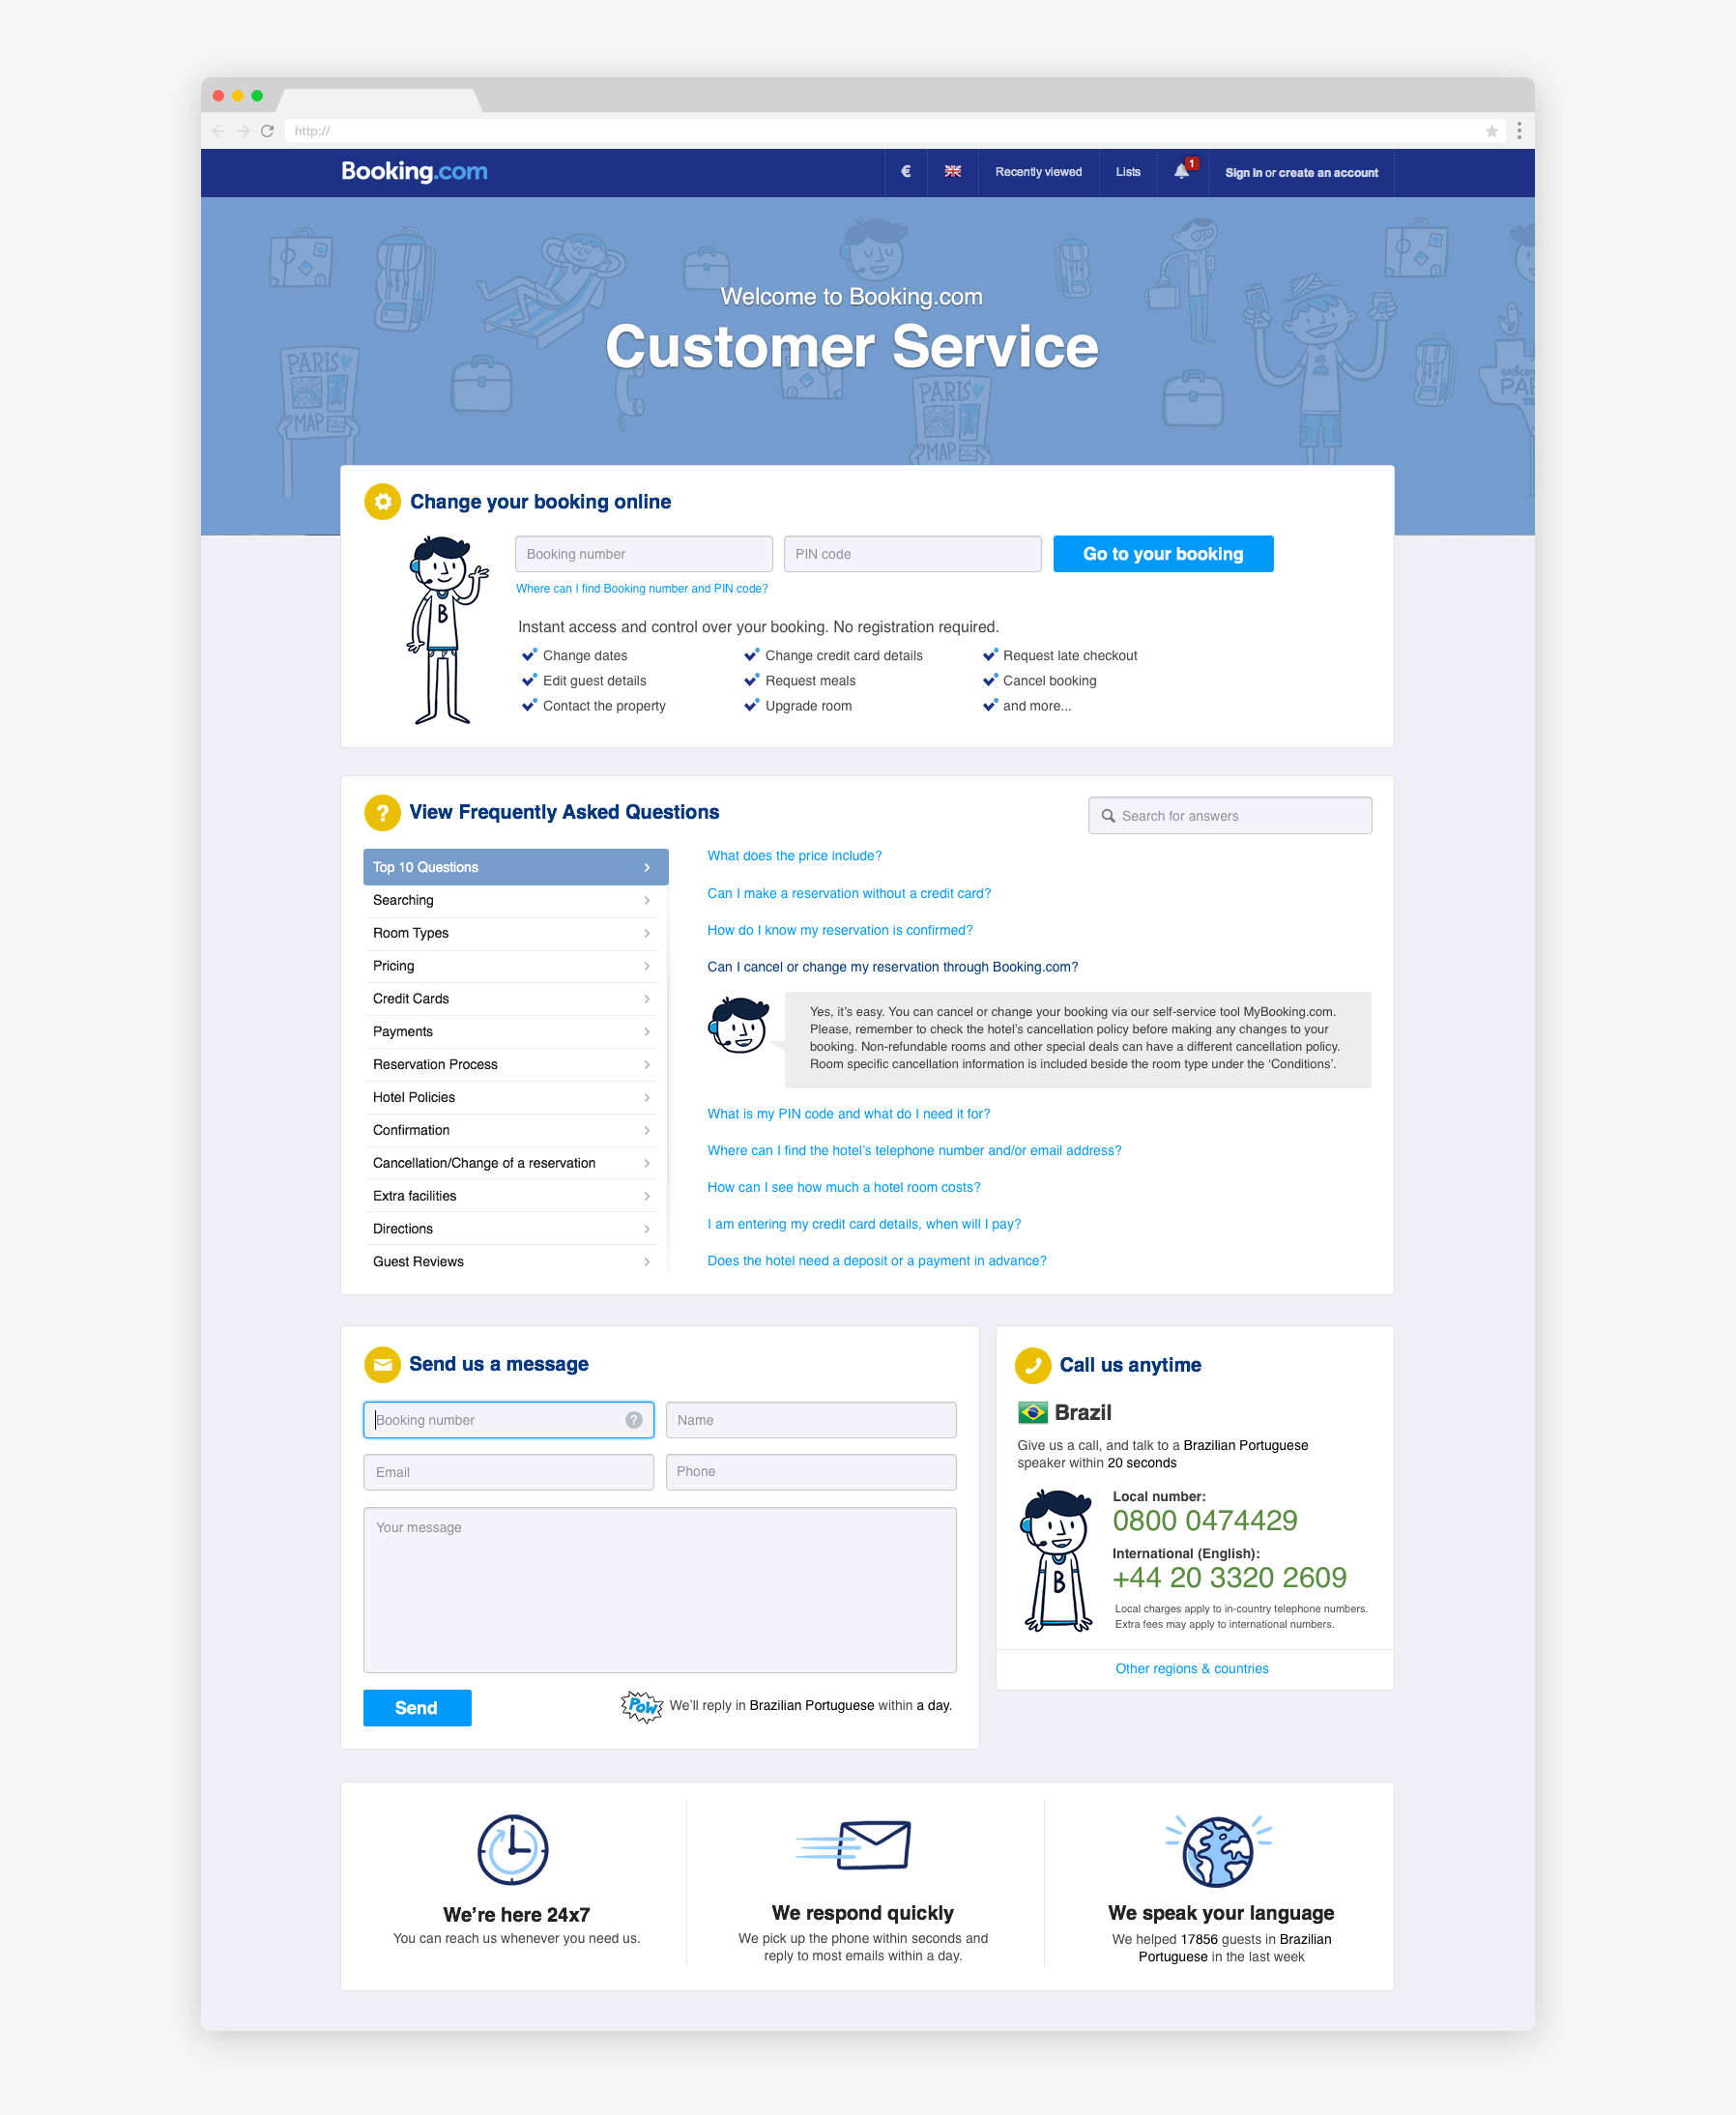 http://
Booking.com
€
Recently viewed
Lists
1
Sign in or create an account
Welcome to Booking.com
Customer Service
PARIS
MAP
PARIS
MAP
welcome
PAR
Change your booking online
Booking number
PIN code
Go to your booking
Where can I find Booking number and PIN code?
B
Instant access and control over your booking. No registration required.
Change dates
Change credit card details
Request late checkout
Edit guest details
Request meals
Cancel booking
Contact the property
Upgrade room
and more...
? View Frequently Asked Questions
Search for answers
Top 10 Questions
Searching
Room Types
Pricing
Credit Cards
Payments
Reservation Process
Hotel Policies
Confirmation
Cancellation/Change of a reservation
Extra facilities
Directions
Guest Reviews
What does the price include?
Can I make a reservation without a credit card?
How do I know my reservation is confirmed?
Can I cancel or change my reservation through Booking.com?
Yes, it’s easy. You can cancel or change your booking via our self-service tool MyBooking.com.
Please, remember to check the hotel’s cancellation policy before making any changes to your
booking. Non-refundable rooms and other special deals can have a different cancellation policy.
Room specific cancellation information is included beside the room type under the ‘Conditions’.
What is my PIN code and what do I need it for?
Where can I find the hotel’s telephone number and/or email address?
How can I see how much a hotel room costs?
I am entering my credit card details, when will I pay?
Does the hotel need a deposit or a payment in advance?
Send us a message
Booking number ?
Name
Email
Phone
Your message
Send
POW
We’ll reply in Brazilian Portuguese within a day.
Call us anytime
Brazil
Give us a call, and talk to a Brazilian Portuguese
speaker within 20 seconds
B
Local number:
0800 0474429
International (English):
+44 20 3320 2609
Local charges apply to in-country telephone numbers.
Extra fees may apply to international numbers.
Other regions & countries
We’re here 24x7
You can reach us whenever you need us.
We respond quickly
We pick up the phone within seconds and
reply to most emails within a day.
We speak your language
We helped 17856 guests in Brazilian
Portuguese in the last week